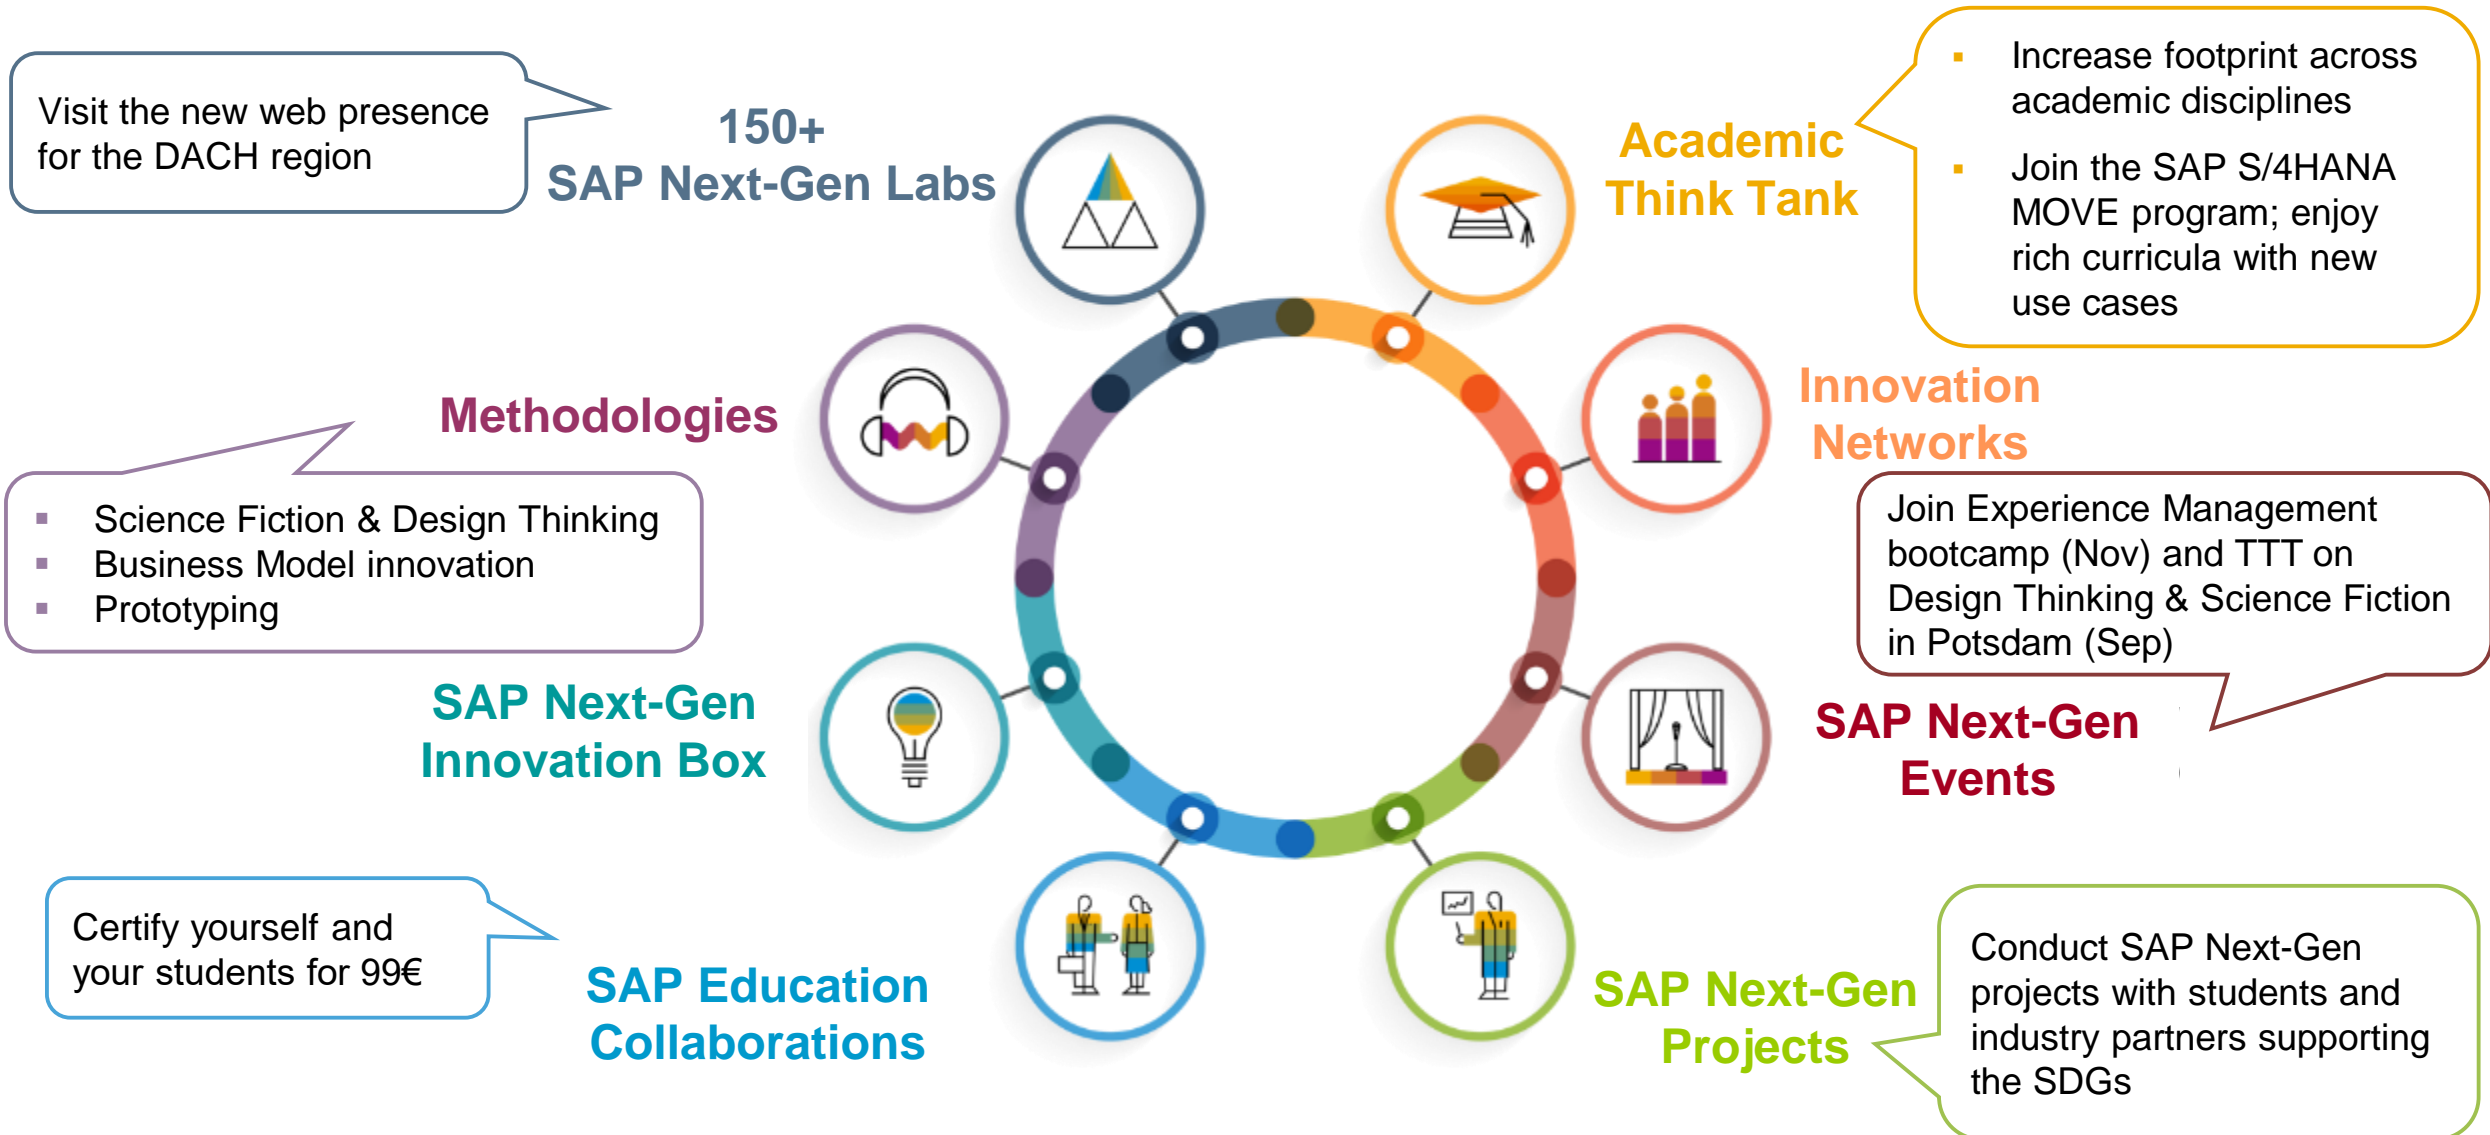 Visit the new web presence
for the DACH region
150+
SAP Next-Gen Labs
Academic
Think Tank
▪ Increase footprint across
academic disciplines
▪ Join the SAP S/4HANA
MOVE program; enjoy
rich curricula with new
use cases
Methodologies
▪ Science Fiction & Design Thinking
▪ Business Model innovation
▪ Prototyping
Innovation
Networks
Join Experience Management
bootcamp (Nov) and TTT on
Design Thinking & Science Fiction
in Potsdam (Sep)
SAP Next-Gen
Innovation Box
SAP Next-Gen
Events
Certify yourself and
your students for 99€
SAP Education
Collaborations
SAP Next-Gen
Projects
Conduct SAP Next-Gen
projects with students and
industry partners supporting
the SDGs